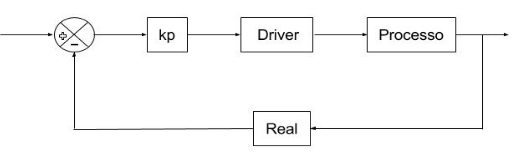 +
−
kp
Driver
Processo
Real